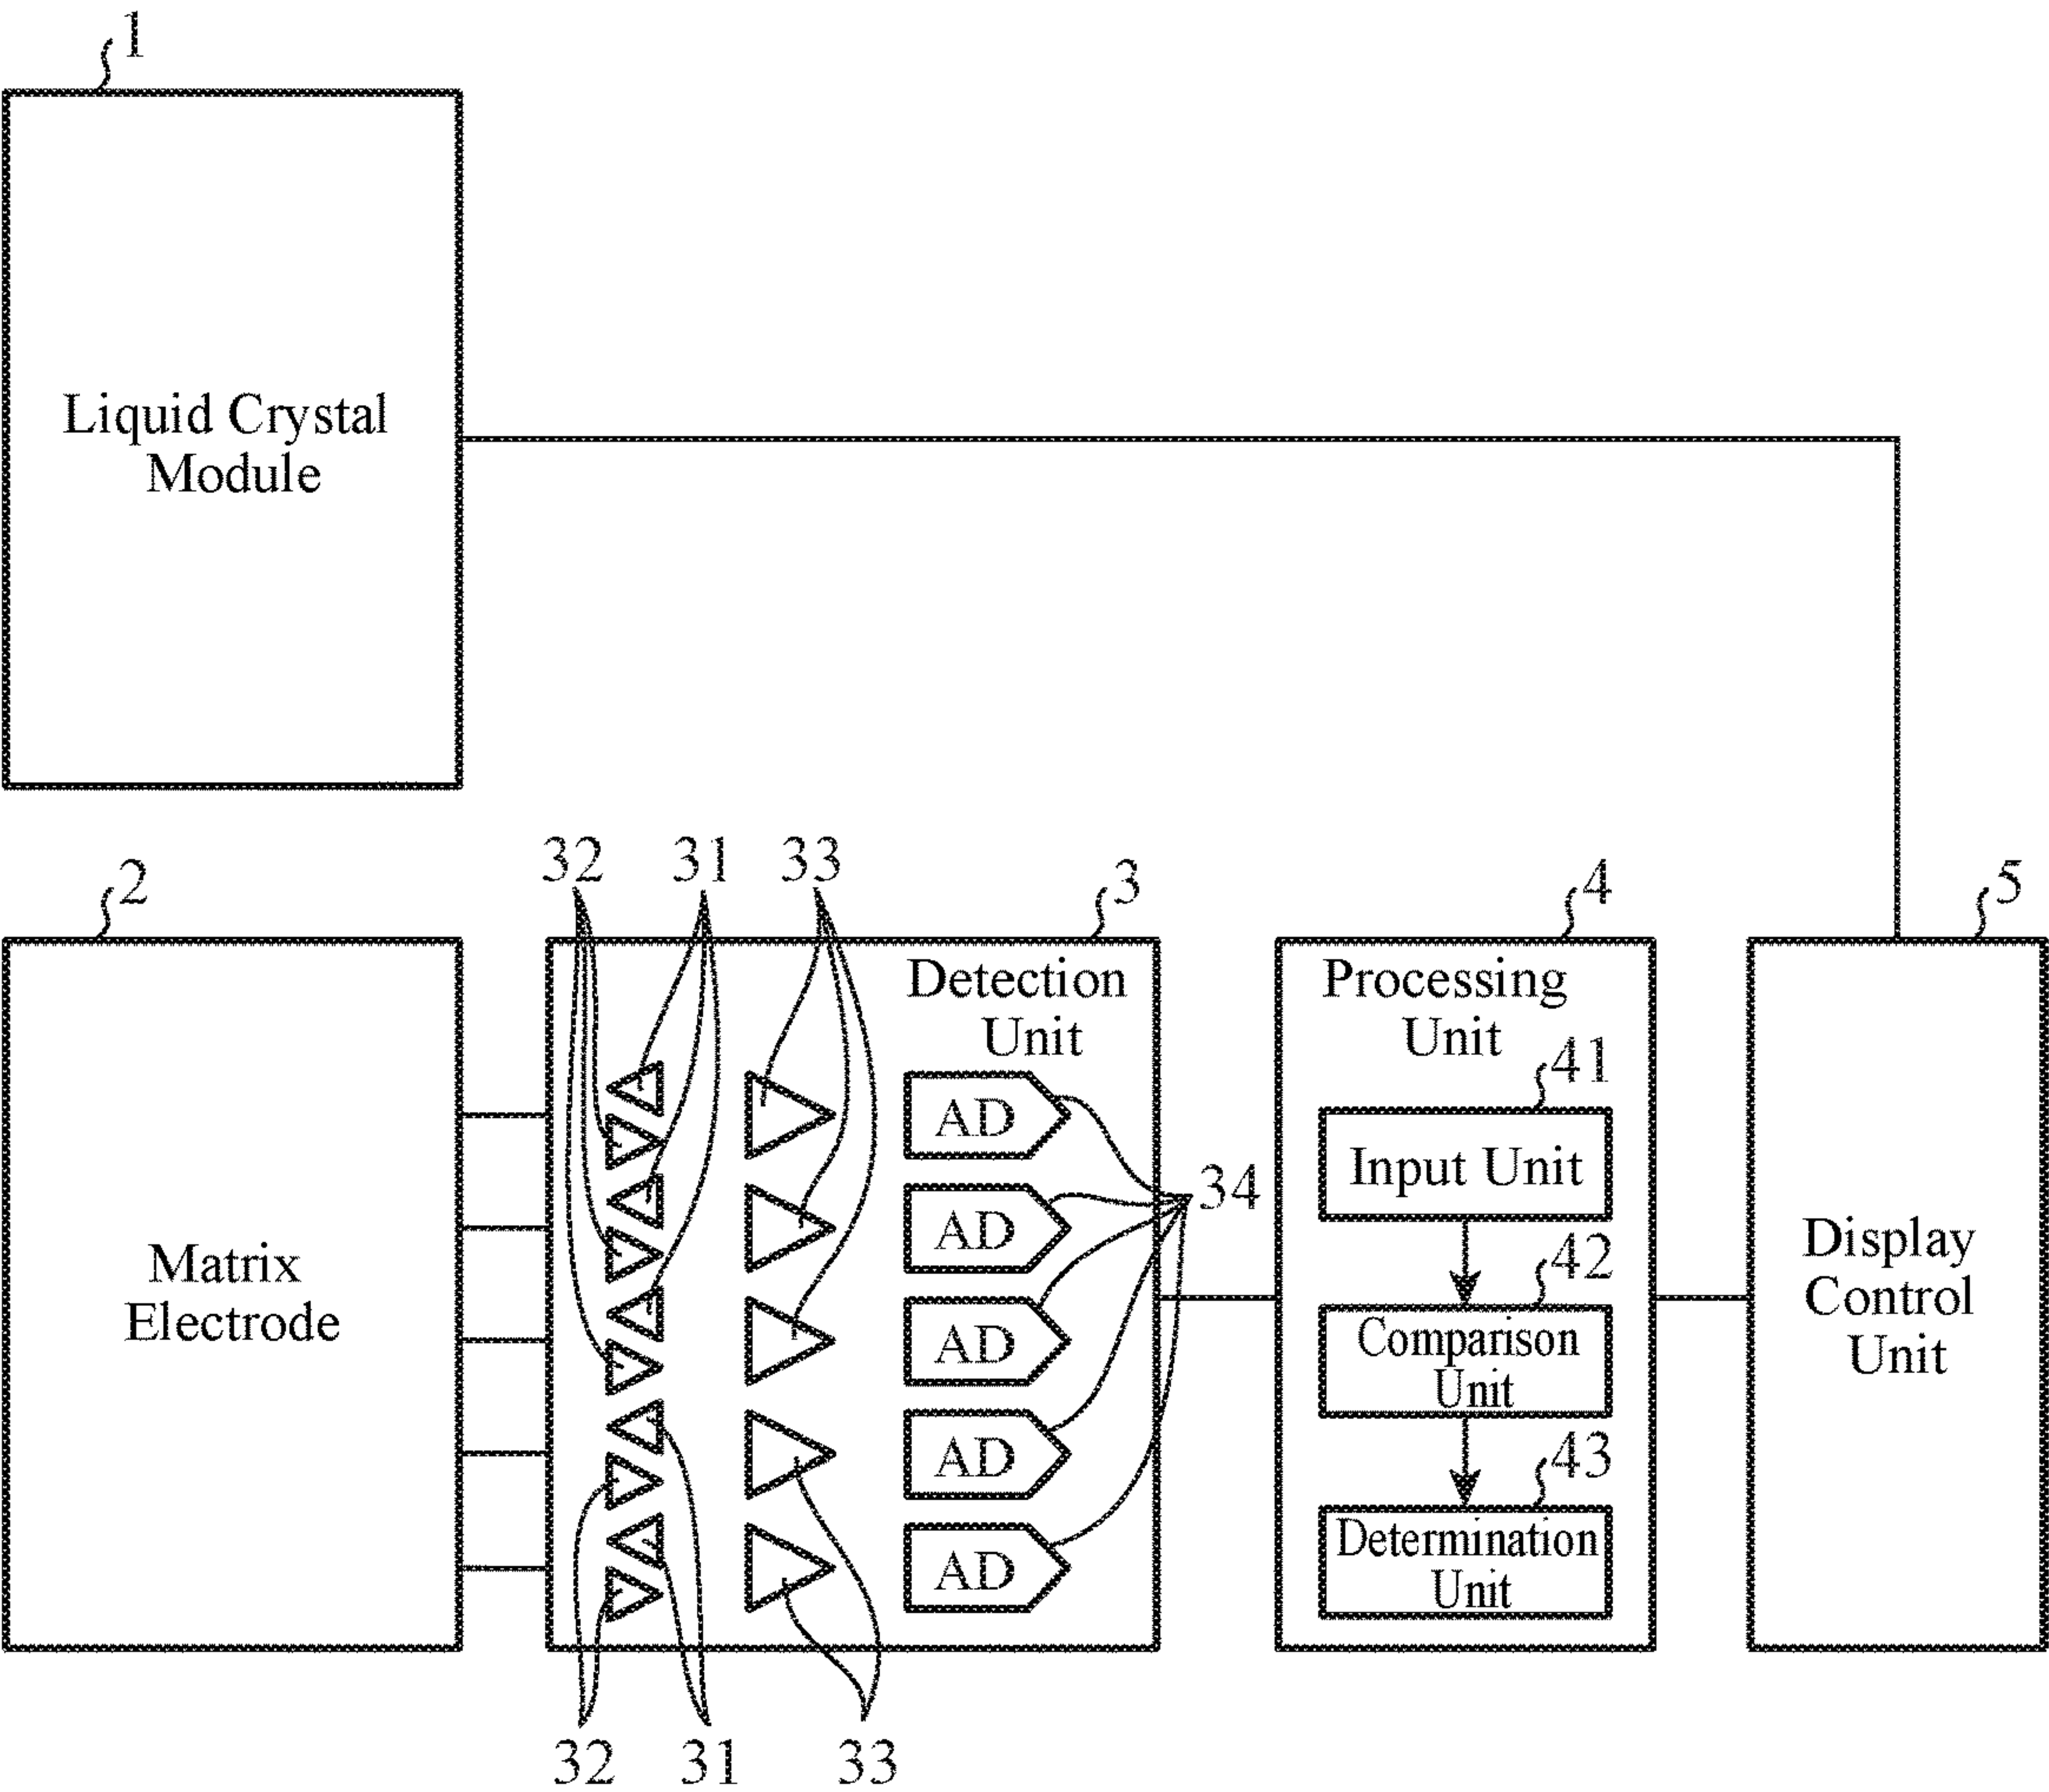 1
Liquid Crystal
Module
2
Matrix
Electrode
32
31
33
3
Detection
Unit
AD
AD
AD
AD
AD
34
32
31
33
4
Processing
Unit
41
Input Unit
42
Comparison
Unit
43
Determination
Unit
5
Display
Control
Unit